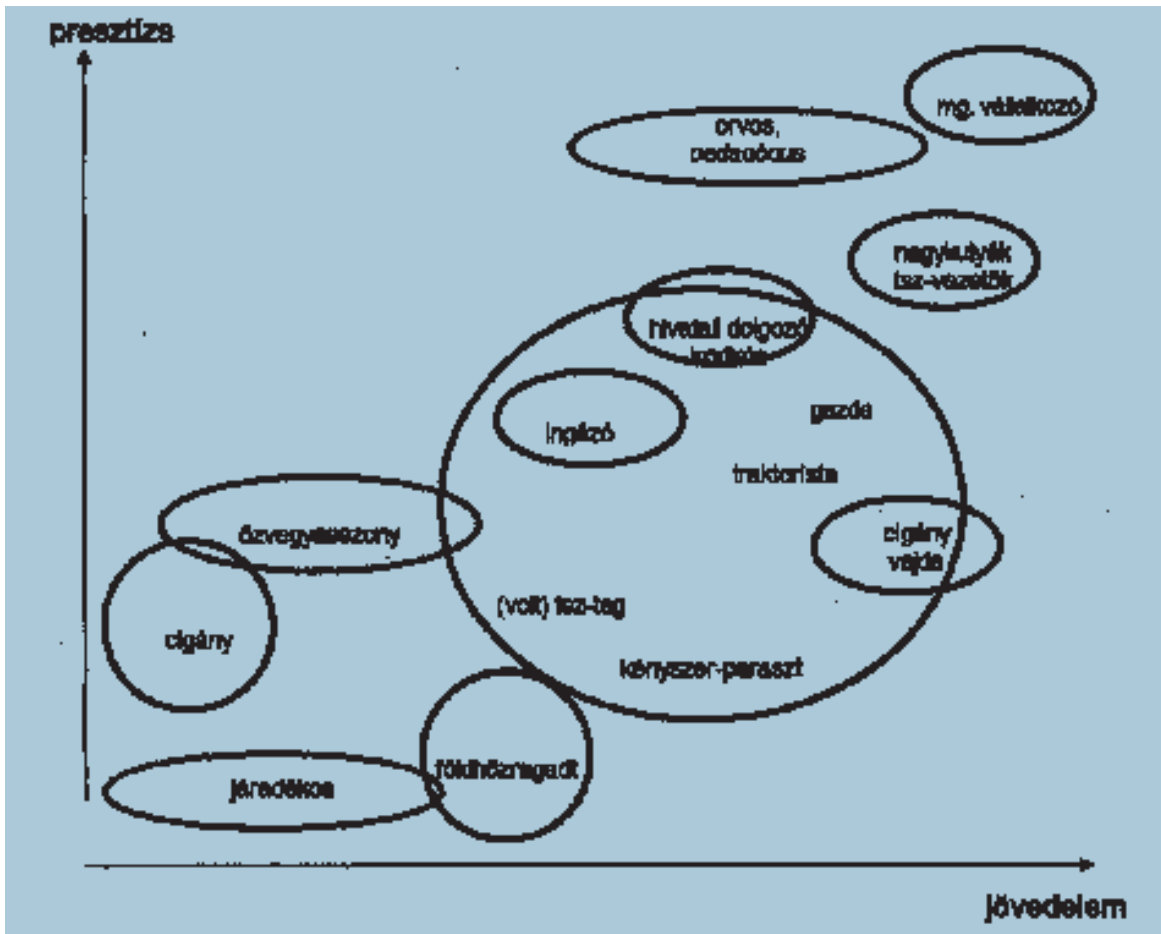 presztízs
mg. vállalkozó
orvos,
pedagógus
nagykutyák
tsz-vezetők
hivatali dolgozó
ingázó
gazda
traktorista
özvegyasszony
cigány
vajda
(volt) tsz-tag
cigány
kényszer-paraszt
földhözragadt
járadékos
jövedelem